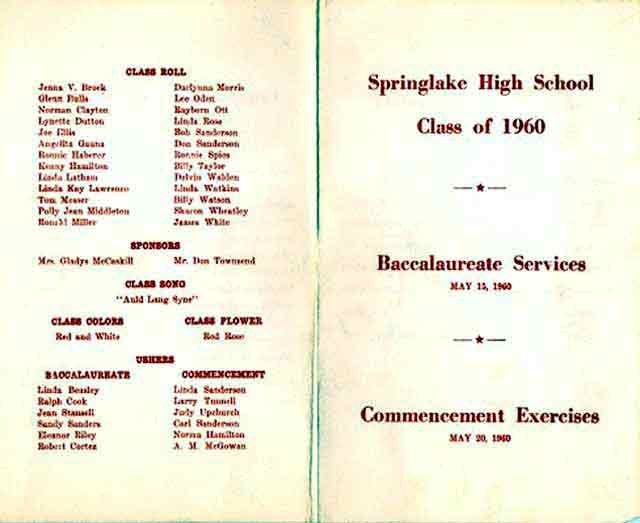 CLASS ROLL
Jenna V. Brock
Glenn Bulls
Norman Clayton
Lynette Dutton
Joe Ellis
Angelita Guana
Ronnie Haberer
Kenny Hamilton
Linda Latham
Linda Kay Lawrence
Tom Messer
Polly Jean Middleton
Ronald Miller
Darlynna Morris
Lee Oden
Rayborn Ott
Linda Rose
Bob Sanderson
Don Sanderson
Ronnie Spies
Billy Taylor
Delvin Walden
Linda Watkins
Billy Watson
Sharon Wheatley
James White
SPONSORS
Mrs. Gladys McCaskill Mr. Don Townsend
CLASS SONG
"Auld Lang Syne"
CLASS COLORS
Red and White
CLASS FLOWER
Red Rose
USHERS
BACCALAUREATE
Linda Beasley
Ralph Cook
Jean Stansell
Sandy Sanders
Eleanor Riley
Robert Cortez
COMMENCEMENT
Linda Sanderson
Larry Tunnell
Judy Upchurch
Carl Sanderson
Norma Hamilton
A. M. McGowan
Springlake High School
Class of 1960
Baccalaureate Services
MAY 15, 1960
Commencement Exercises
MAY 20, 1960